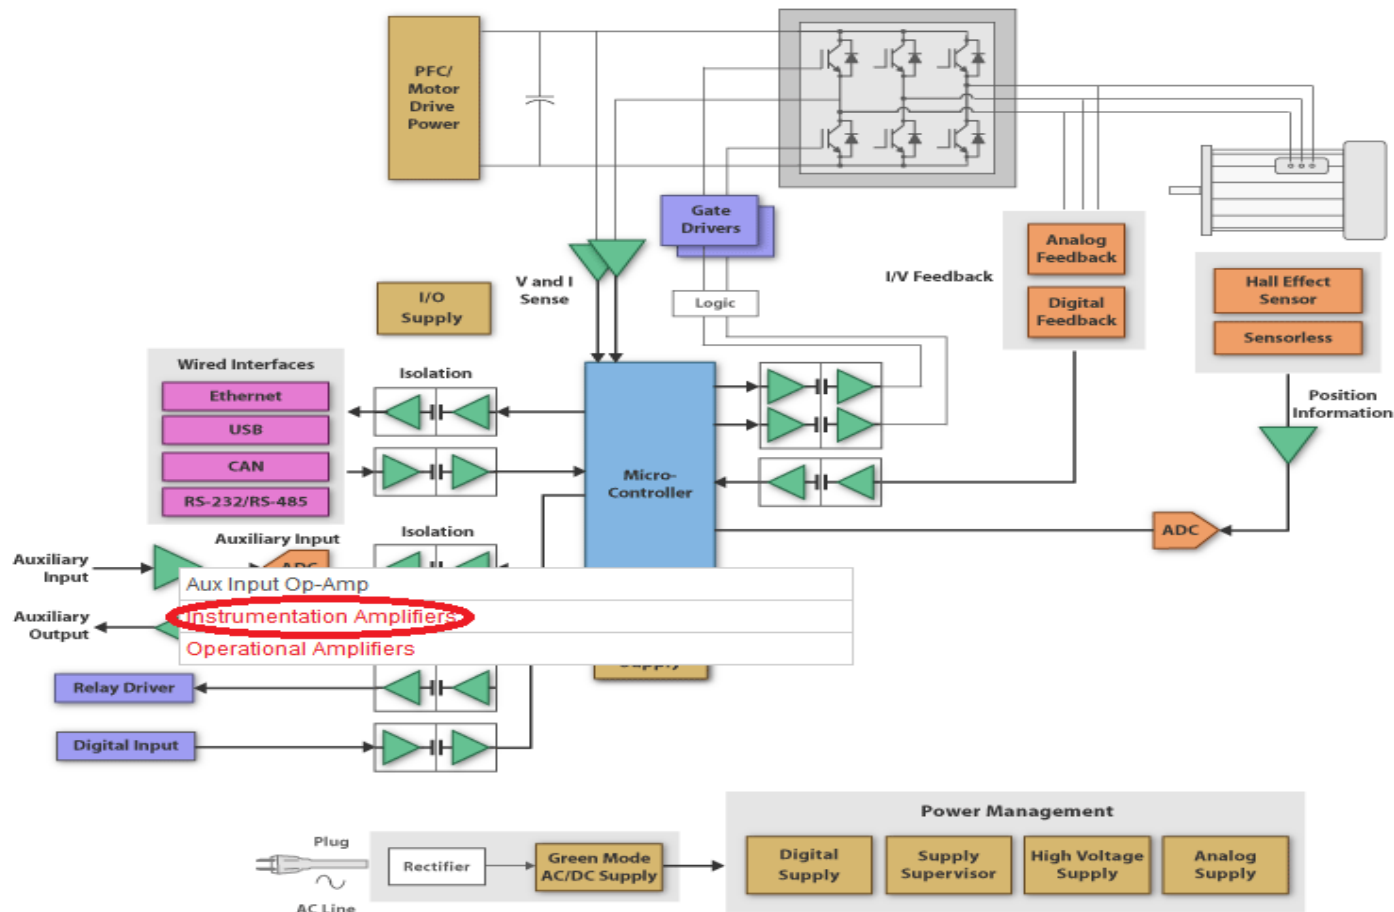 PFC/
Motor
Drive
Power
Gate
Drivers
Logic
V and I
Sense
I/O
Supply
I/V Feedback
Analog
Feedback
Digital
Feedback
Hall Effect
Sensor
Sensorless
Position
Information
Wired Interfaces
Ethernet
USB
CAN
RS-232/RS-485
Isolation
Micro-
Controller
ADC
Auxiliary Input
Isolation
Auxiliary
Input
ADC
Aux Input Op-Amp
Instrumentation Amplifiers
Operational Amplifiers
Auxiliary
Output
Supply
Relay Driver
Digital Input
Plug
AC Line
Rectifier
Green Mode
AC/DC Supply
Power Management
Digital
Supply
Supply
Supervisor
High Voltage
Supply
Analog
Supply